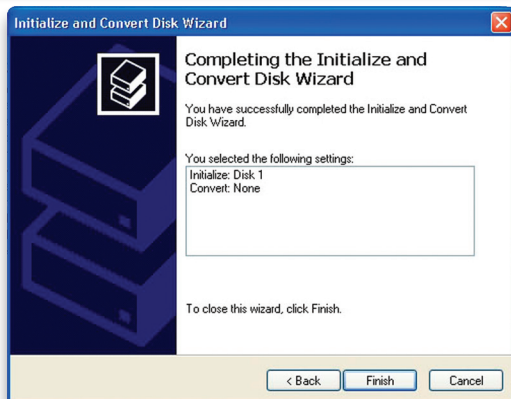 Initialize and Convert Disk Wizard
Completing the Initialize and
Convert Disk Wizard
You have successfully completed the Initialize and Convert
Disk Wizard.
You selected the following settings:
Initialize: Disk 1
Convert: None
To close this wizard, click Finish.
< Back
Finish
Cancel